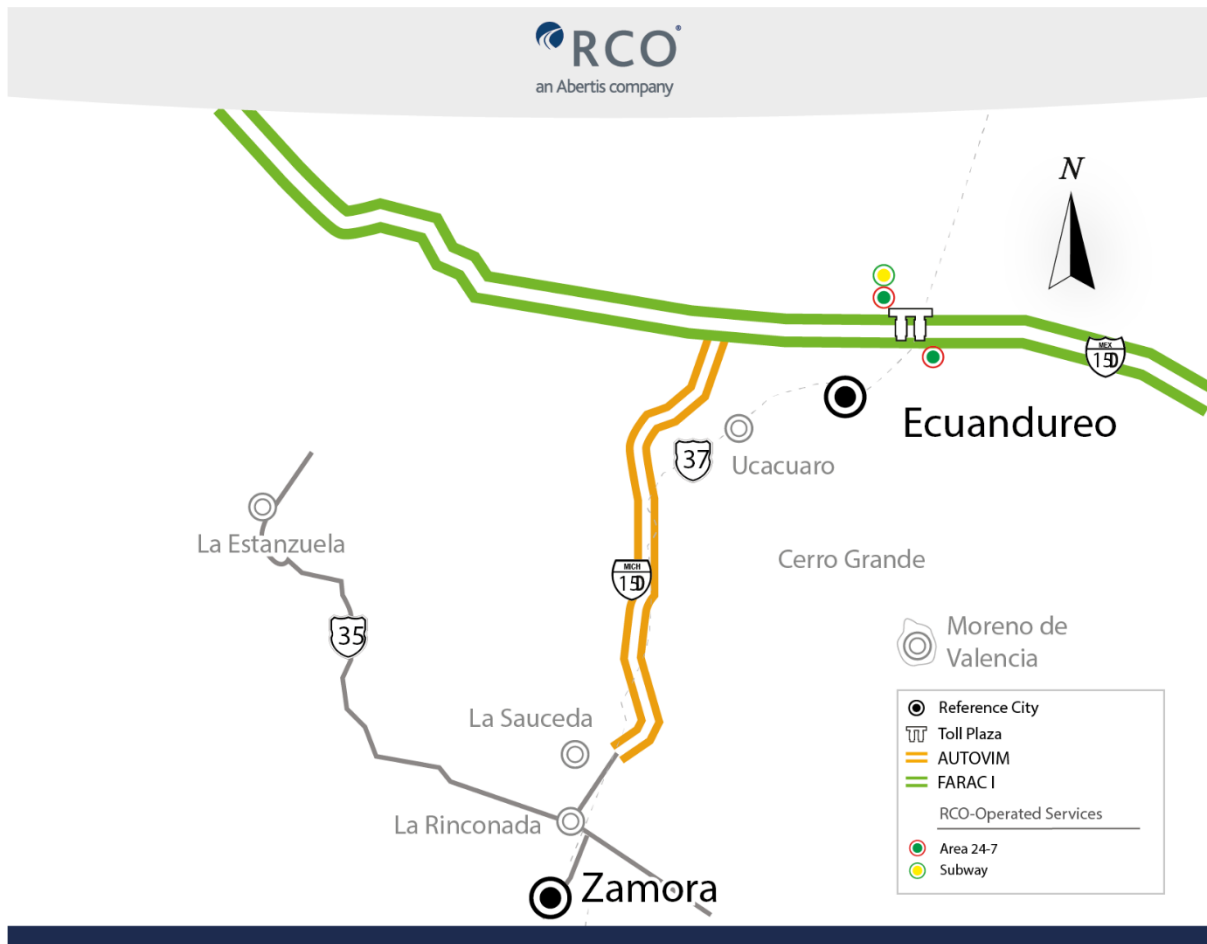 RCO
an Abertis company
N
MEX
150
Ecuandureo
37
Ucacuaro
La Estanzuela
Cerro Grande
MICH
150
35
Moreno de
Valencia
La Sauceda
Reference City
Toll Plaza
AUTOVIM
FARAC I
RCO-Operated Services
Area 24-7
Subway
La Rinconada
Zamora